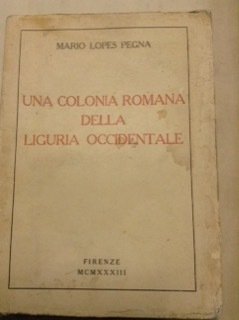 MARIO LOPES PEGNA
UNA COLONIA ROMANA
DELLA
LIGURIA OCCIDENTALE
FIRENZE
MCMXXXIII